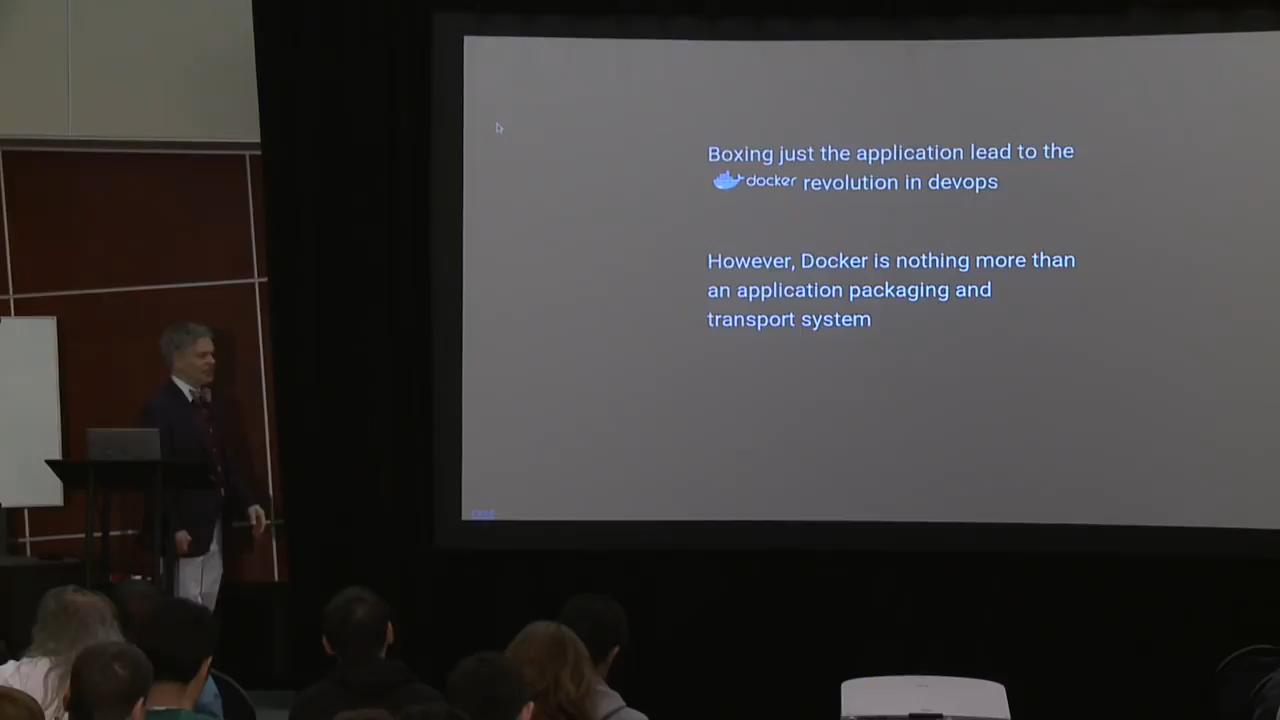 Boxing just the application lead to the
docker revolution in devops
However, Docker is nothing more than
an application packaging and
transport system